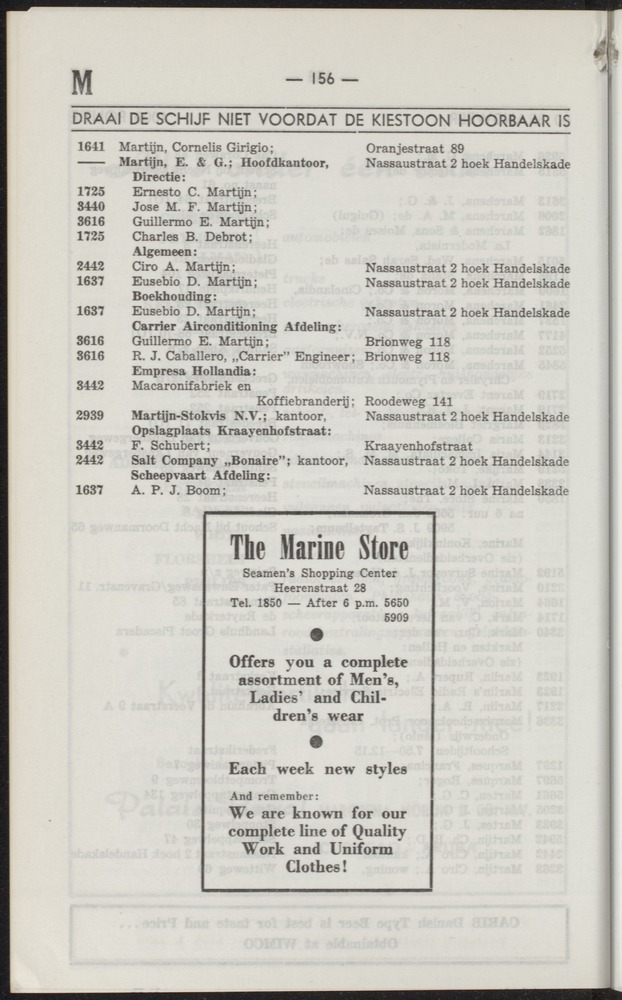 M
— 156 —
DRAAI DE SCHIJF NIET VOORDAT DE KIESTOON HOORBAAR IS
1641 Martijn, Cornelis Girigio; Oranjestraat 89
—— Martijn, E. & G.; Hoofdkantoor, Nassaustraat 2 hoek Handelskade
Directie:
1725 Ernesto C. Martijn;
3440 Jose M. F. Martijn;
3616 Guillermo E. Martijn;
1725 Charles B. Debrot;
Algemeen:
2442 Ciro A. Martijn; Nassaustraat 2 hoek Handelskade
1637 Eusebio D. Martijn; Nassaustraat 2 hoek Handelskade
Boekhouding:
1637 Eusebio D. Martijn; Nassaustraat 2 hoek Handelskade
Carrier Airconditioning Afdeling:
3616 Guillermo E. Martijn; Brionweg 118
3616 R. J. Caballero, „Carrier” Engineer; Brionweg 118
Empresa Hollandia:
3442 Macaronifabriek en
Koffiebranderij; Roodeweg 141
2939 Martijn-Stokvis N.V.; kantoor, Nassaustraat 2 hoek Handelskade
Opslagplaats Kraayenhofstraat:
3442 F. Schubert; Kraayenhofstraat
2442 Salt Company „Bonaire”; kantoor, Nassaustraat 2 hoek Handelskade
Scheepvaart Afdeling:
1637 A. P. J. Boom; Nassaustraat 2 hoek Handelskade
The Marine Store
Seamen's Shopping Center
Heerenstraat 28
Tel. 1850 — After 6 p.m. 5650
5909
Offers you a complete
assortment of Men's,
Ladies' and Chil-
dren's wear
Each week new styles
And remember:
We are known for our
complete line of Quality
Work and Uniform
Clothes!